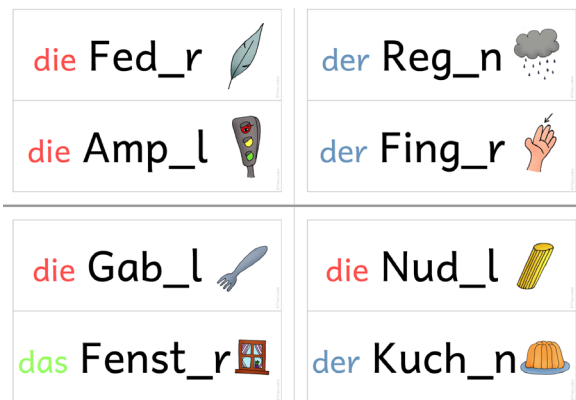 die Fed_r
der Reg_n
die Amp_l
der Fing_r
die Gab_l
die Nud_l
das Fenst_r
der Kuch_n